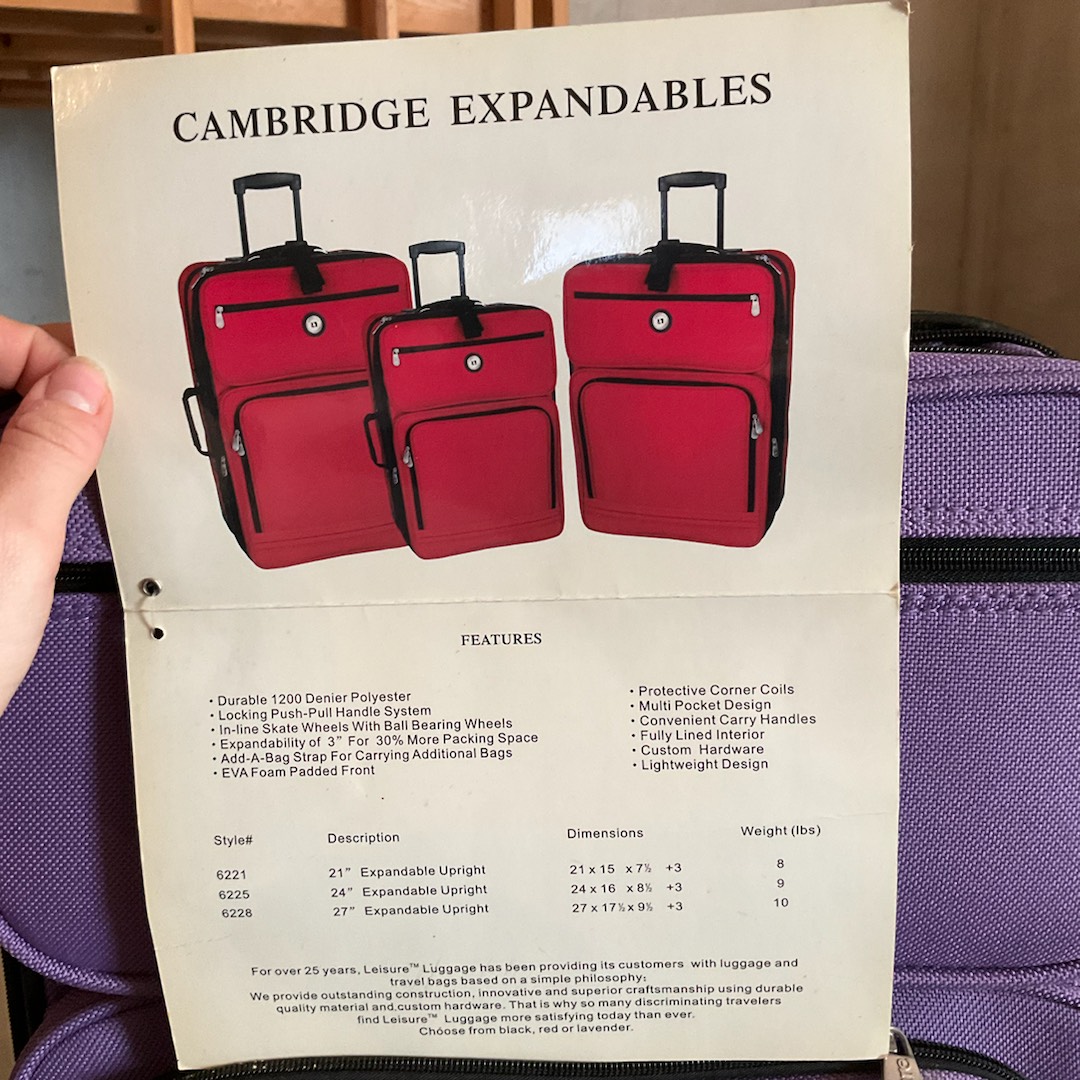 CAMBRIDGE EXPANDABLES
FEATURES
• Durable 1200 Denier Polyester
• Locking Push-Pull Handle System
• In-line Skate Wheels With Ball Bearing Wheels
• Expandability of 3” For 30% More Packing Space
• Add-A-Bag Strap For Carrying Additional Bags
• EVA Foam Padded Front
• Protective Corner Coils
• Multi Pocket Design
• Convenient Carry Handles
• Fully Lined Interior
• Custom Hardware
• Lightweight Design
Style# Description Dimensions Weight (lbs)
6221 21” Expandable Upright 21 x 15 x 7½ +3 8
6225 24” Expandable Upright 24 x 16 x 8½ +3 9
6228 27” Expandable Upright 27 x 17½ x 9½ +3 10
For over 25 years, Leisure™ Luggage has been providing its customers with luggage and
travel bags based on a simple philosophy:
We provide outstanding construction, innovative and superior craftsmanship using durable
quality material and custom hardware. That is why so many discriminating travelers
find Leisure™ Luggage more satisfying today than ever.
Choose from black, red or lavender.